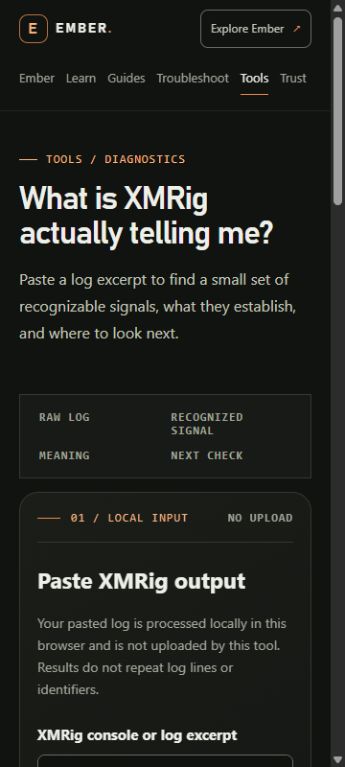 E EMBER.
Explore Ember ↗
Ember Learn Guides Troubleshoot Tools Trust
TOOLS / DIAGNOSTICS
What is XMRig
actually telling me?
Paste a log excerpt to find a small set of
recognizable signals, what they establish,
and where to look next.
RAW LOG
RECOGNIZED
SIGNAL
MEANING
NEXT CHECK
01 / LOCAL INPUT
NO UPLOAD
Paste XMRig output
Your pasted log is processed locally in this
browser and is not uploaded by this tool.
Results do not repeat log lines or
identifiers.
XMRig console or log excerpt